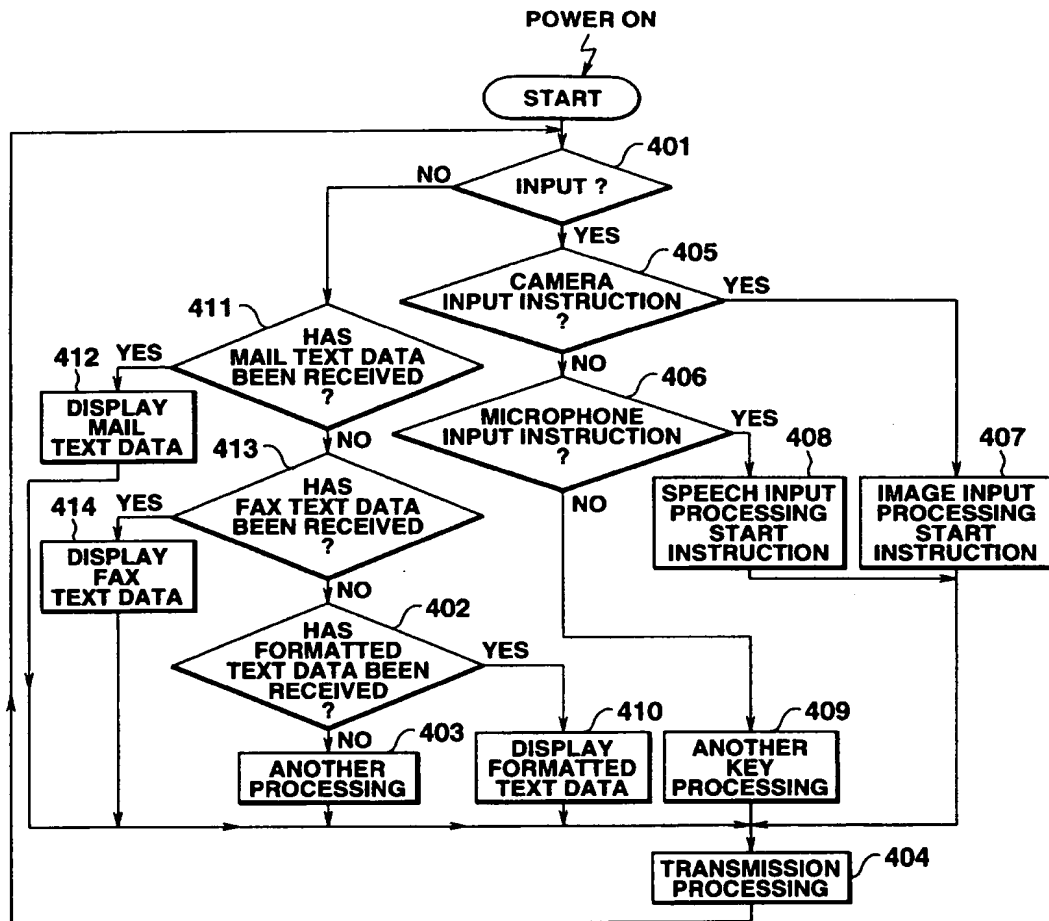 POWER ON
START
401
INPUT ?
NO
YES
405
CAMERA
INPUT INSTRUCTION
?
YES
NO
411
HAS
MAIL TEXT DATA
BEEN RECEIVED
?
YES
NO
412
DISPLAY
MAIL
TEXT DATA
406
MICROPHONE
INPUT INSTRUCTION
?
YES
NO
408
SPEECH INPUT
PROCESSING
START
INSTRUCTION
407
IMAGE INPUT
PROCESSING
START
INSTRUCTION
413
HAS
FAX TEXT DATA
BEEN RECEIVED
?
YES
NO
414
DISPLAY
FAX
TEXT DATA
402
HAS
FORMATTED
TEXT DATA BEEN
RECEIVED
?
YES
NO
403
ANOTHER
PROCESSING
410
DISPLAY
FORMATTED
TEXT DATA
409
ANOTHER
KEY
PROCESSING
404
TRANSMISSION
PROCESSING